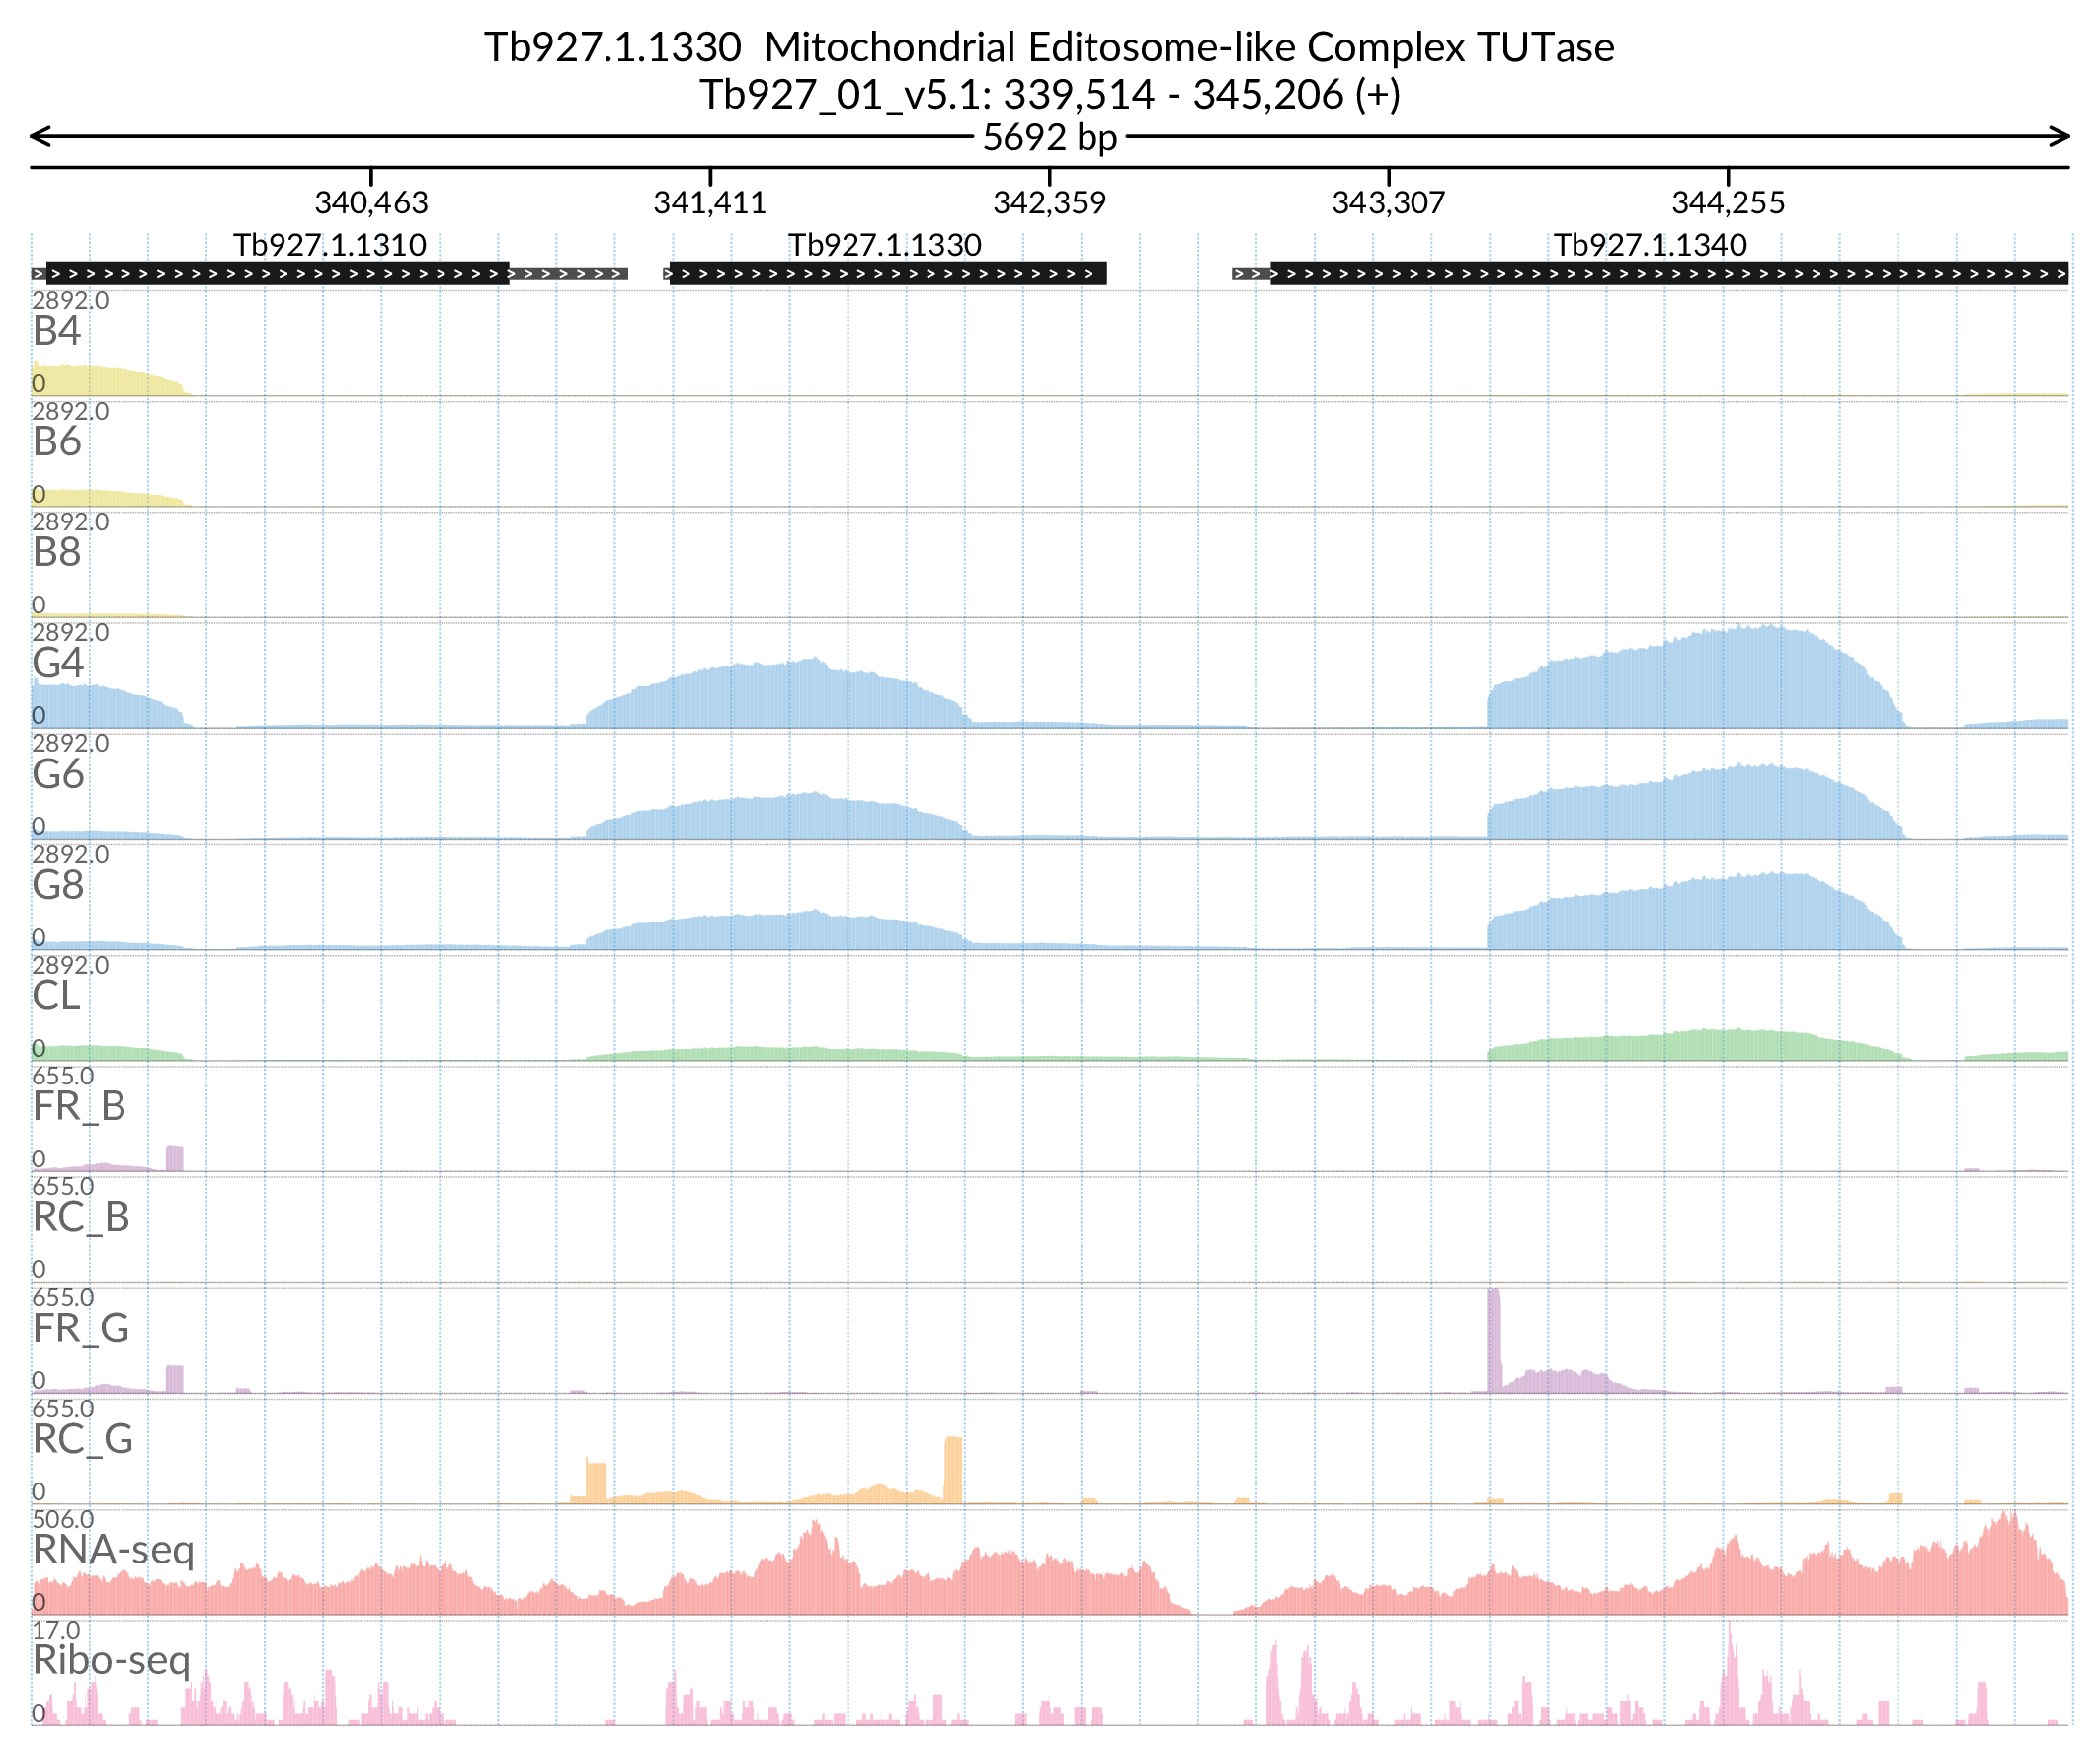 Tb927.1.1330 Mitochondrial Editosome-like Complex TUTase
Tb927_01_v5.1: 339,514 - 345,206 (+)
5692 bp
340,463 341,411 342,359 343,307 344,255
Tb927.1.1310 Tb927.1.1330 Tb927.1.1340
2892.0
B4
0
2892.0
B6
0
2892.0
B8
0
2892.0
G4
0
2892.0
G6
0
2892.0
G8
0
2892.0
CL
0
655.0
FR_B
0
655.0
RC_B
0
655.0
FR_G
0
655.0
RC_G
0
506.0
RNA-seq
0
17.0
Ribo-seq
0